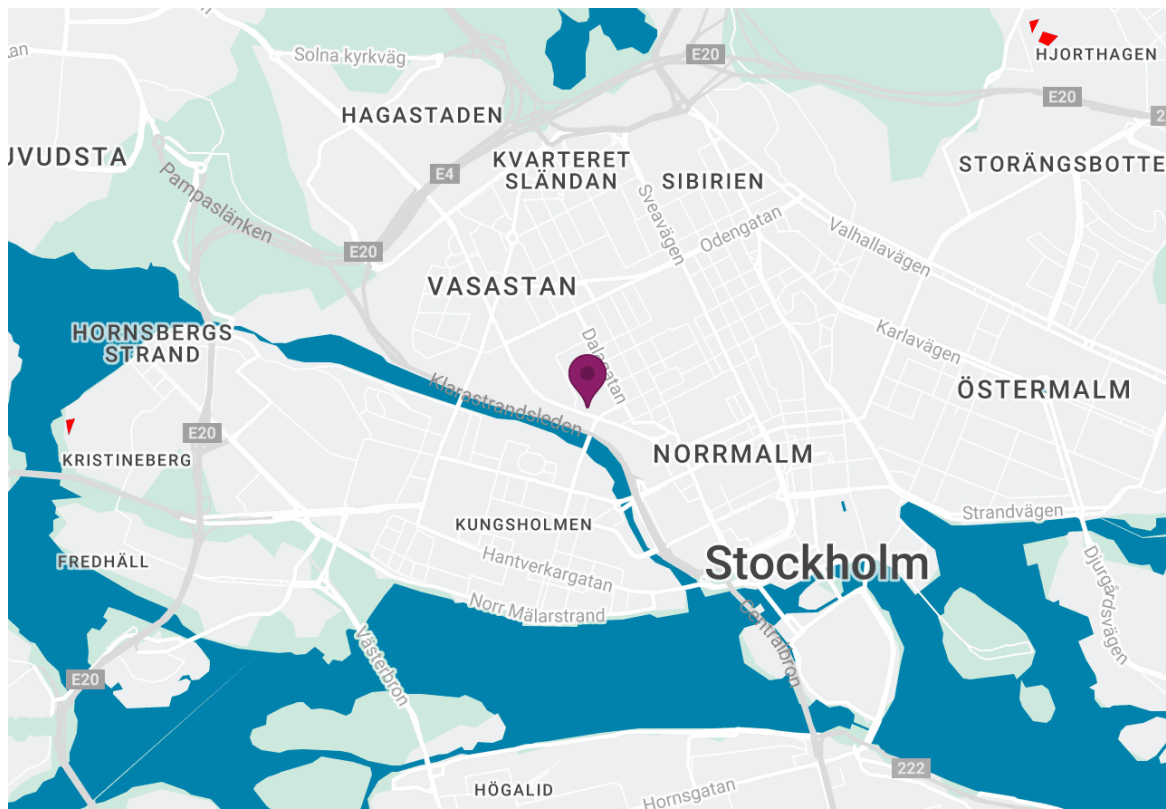 Solna kyrkväg
E20
HJORTHAGEN
E20
HAGASTADEN
JVUDSTA
KVARTERET
SLÄNDAN
SIBIRIEN
STORÄNGSBOTTE
E4
Pampaslänken
Sveavägen
Odengatan
Valhallavägen
E20
VASASTAN
HORNSBERGS
STRAND
Dalagatan
Karlavägen
Klarastrandsleden
ÖSTERMALM
E20
KRISTINEBERG
NORRMALM
KUNGSHOLMEN
Strandvägen
FREDHÄLL
Hantverkargatan
Stockholm
Djurgårdsvägen
Norr Mälarstrand
Centralbron
Västerbron
E20
222
HÖGALID
Hornsgatan